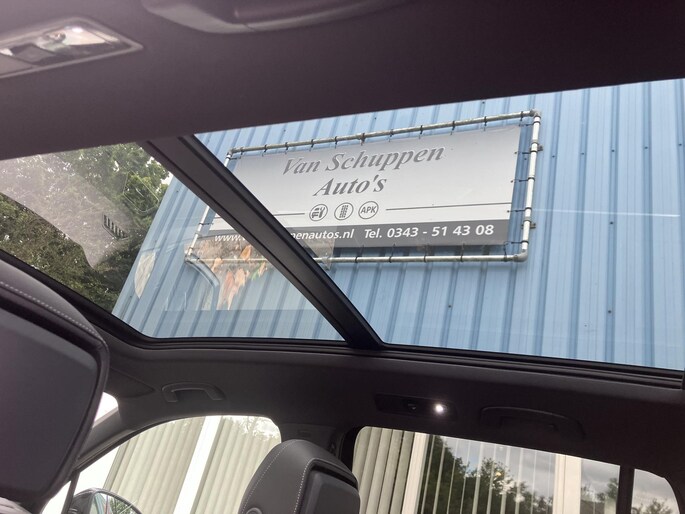 Van Schuppen
Auto's
APK
Tel. 0343 - 51 43 08